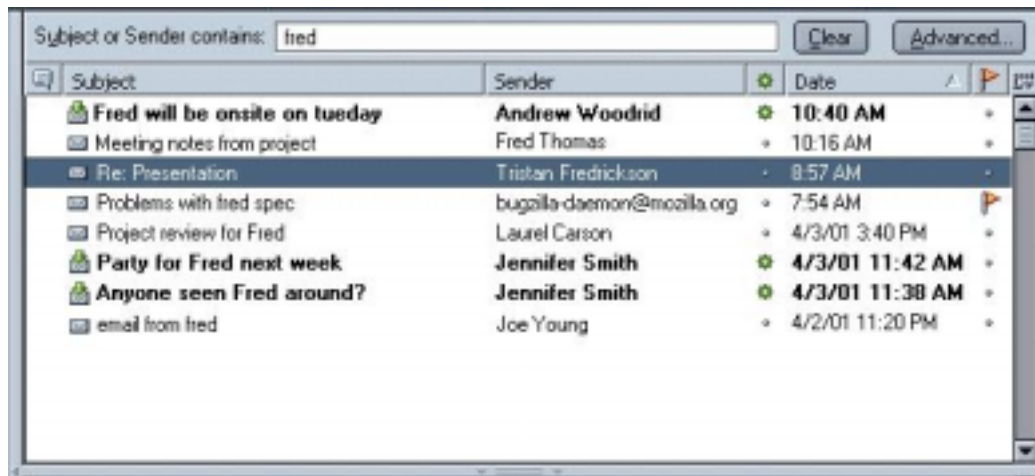 Subject or Sender contains: fred Clear Advanced...
Subject Sender Date
Fred will be onsite on tueday Andrew Woodrid 10:40 AM
Meeting notes from project Fred Thomas 10:16 AM
Re: Presentation Tristan Fredrickson 8:57 AM
Problems with fred spec bugzilla-daemon@mozilla.org 7:54 AM
Project review for Fred Laurel Carson 4/3/01 3:40 PM
Party for Fred next week Jennifer Smith 4/3/01 11:42 AM
Anyone seen Fred around? Jennifer Smith 4/3/01 11:38 AM
email from fred Joe Young 4/2/01 11:20 PM